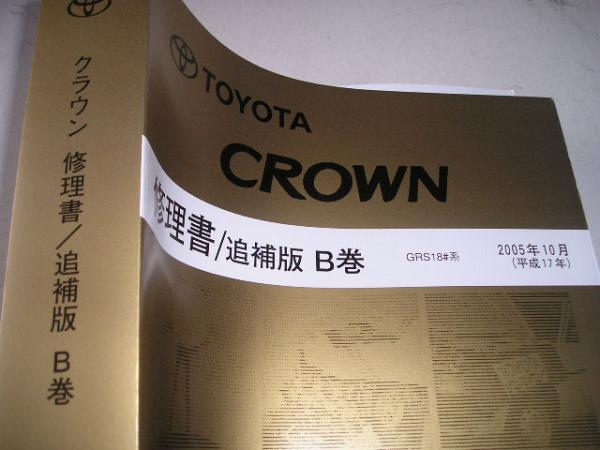 クラウン 修理書/追補版 B巻
TOYOTA
CROWN
修理書/追補版 B巻
GRS18#系
2005年10月
(平成17年)